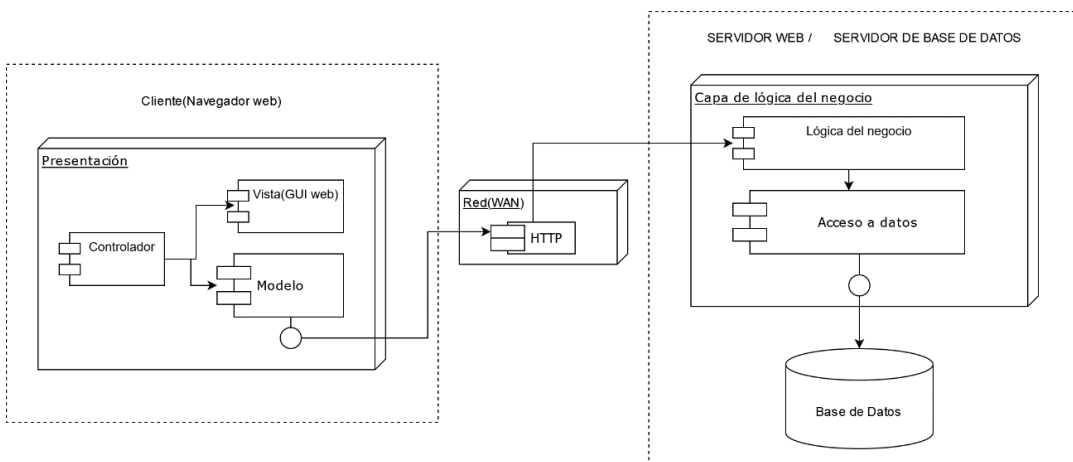 SERVIDOR WEB / SERVIDOR DE BASE DE DATOS
Cliente(Navegador web)
Presentación
Vista(GUI web)
Controlador
Modelo
Red(WAN)
HTTP
Capa de lógica del negocio
Lógica del negocio
Acceso a datos
Base de Datos